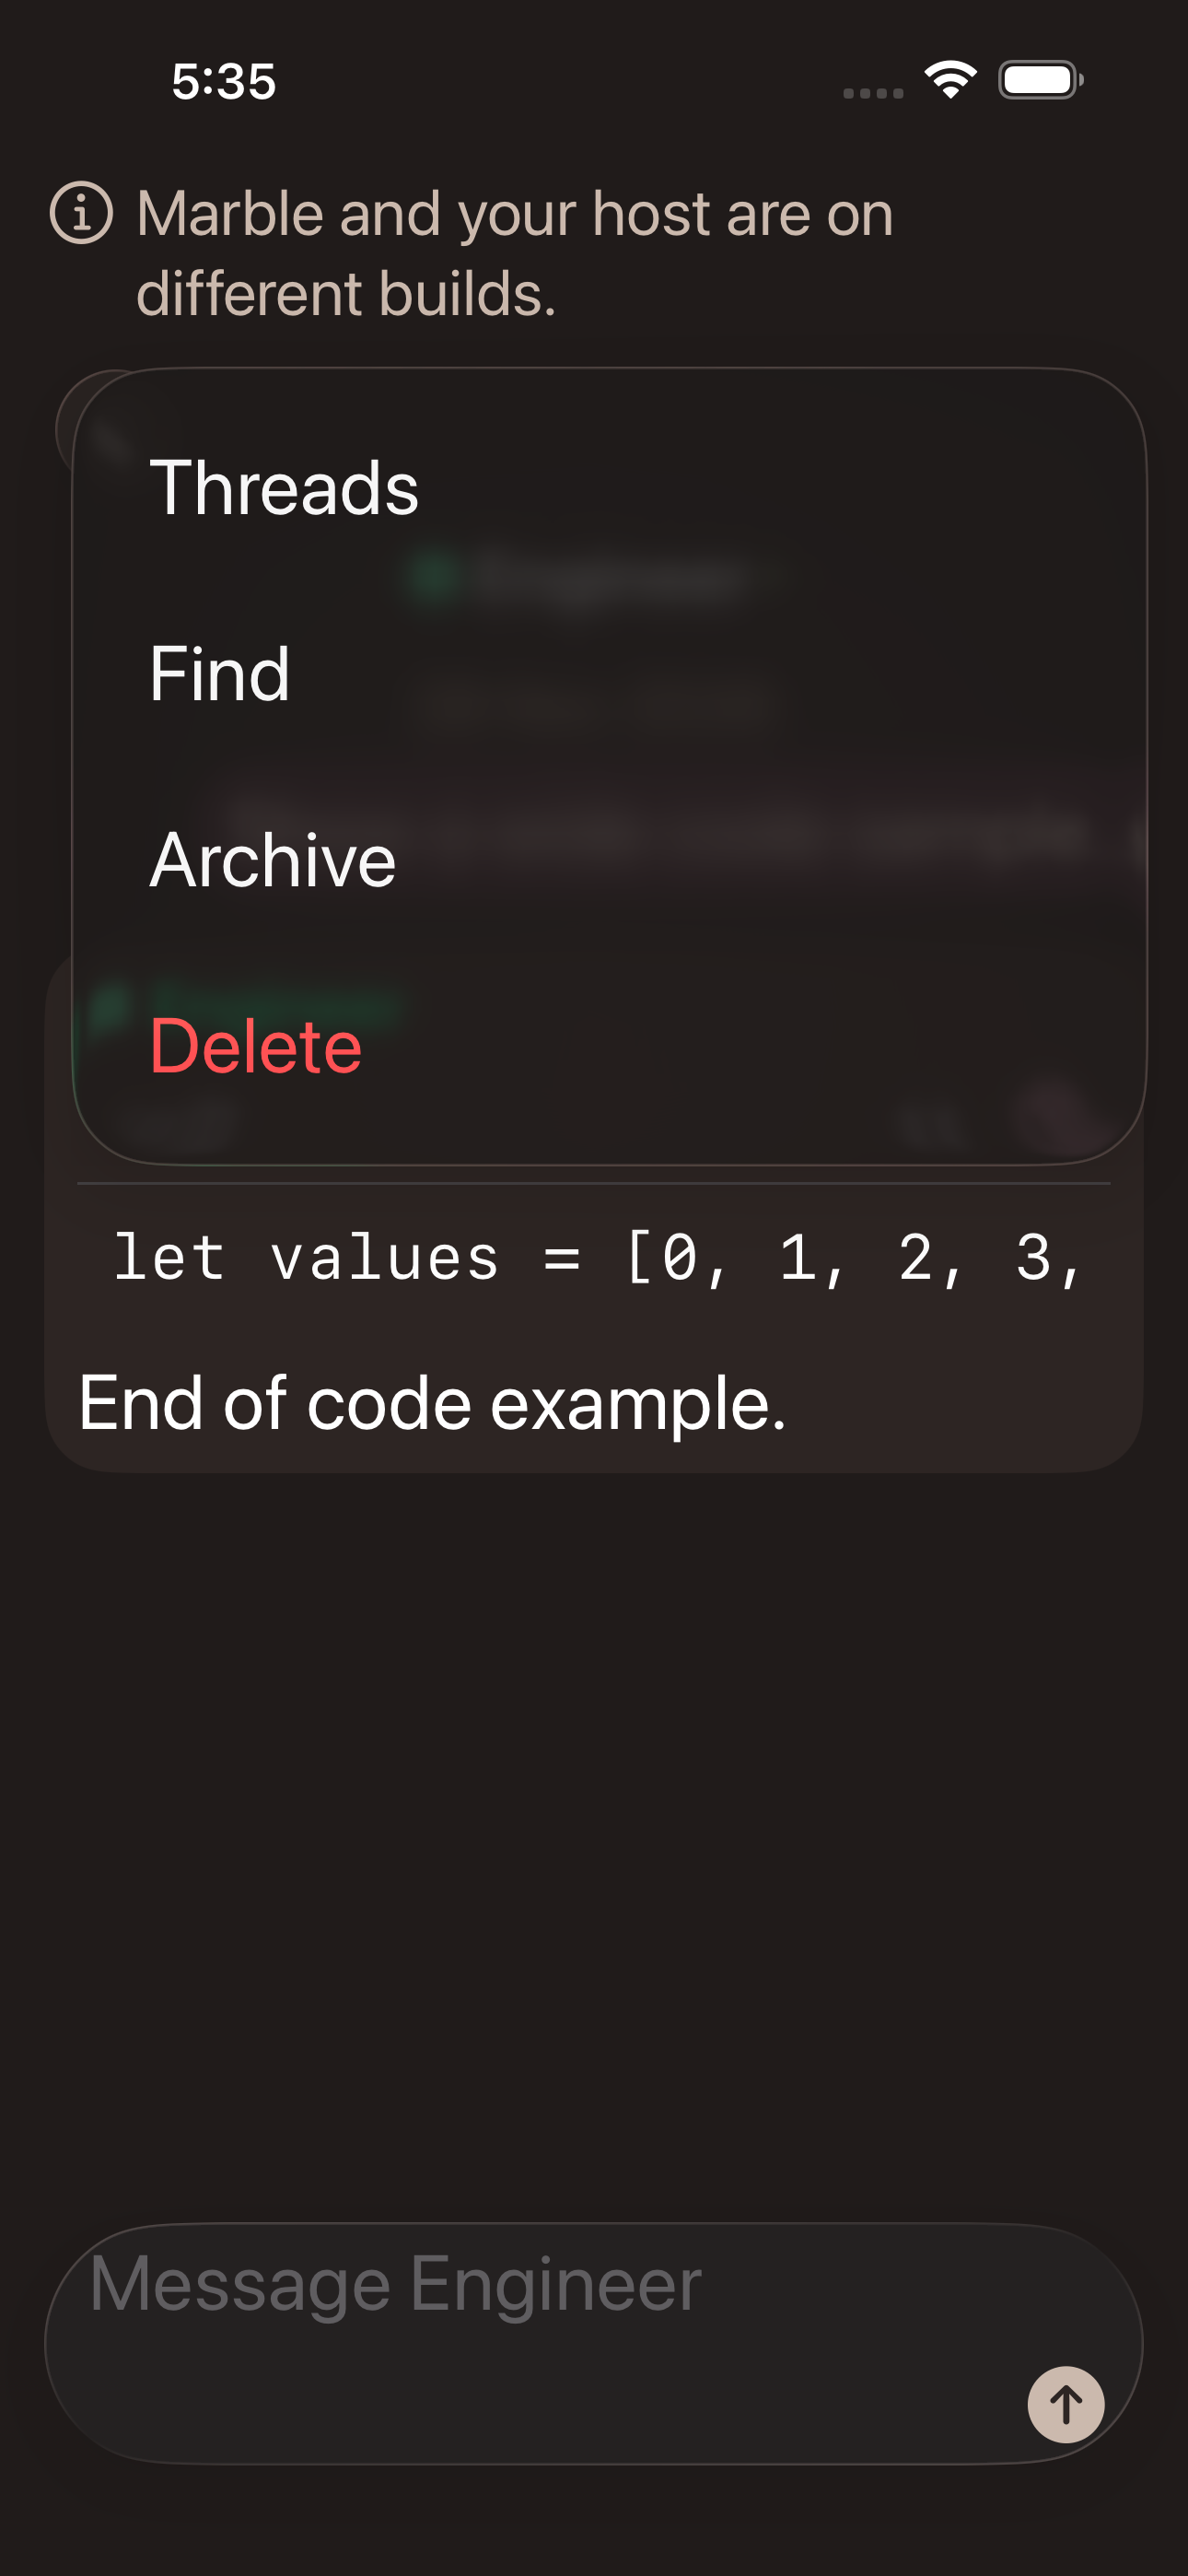 5:35
Marble and your host are on
different builds.
Threads
Find
Archive
Delete
let values = [0, 1, 2, 3,
End of code example.
Message Engineer